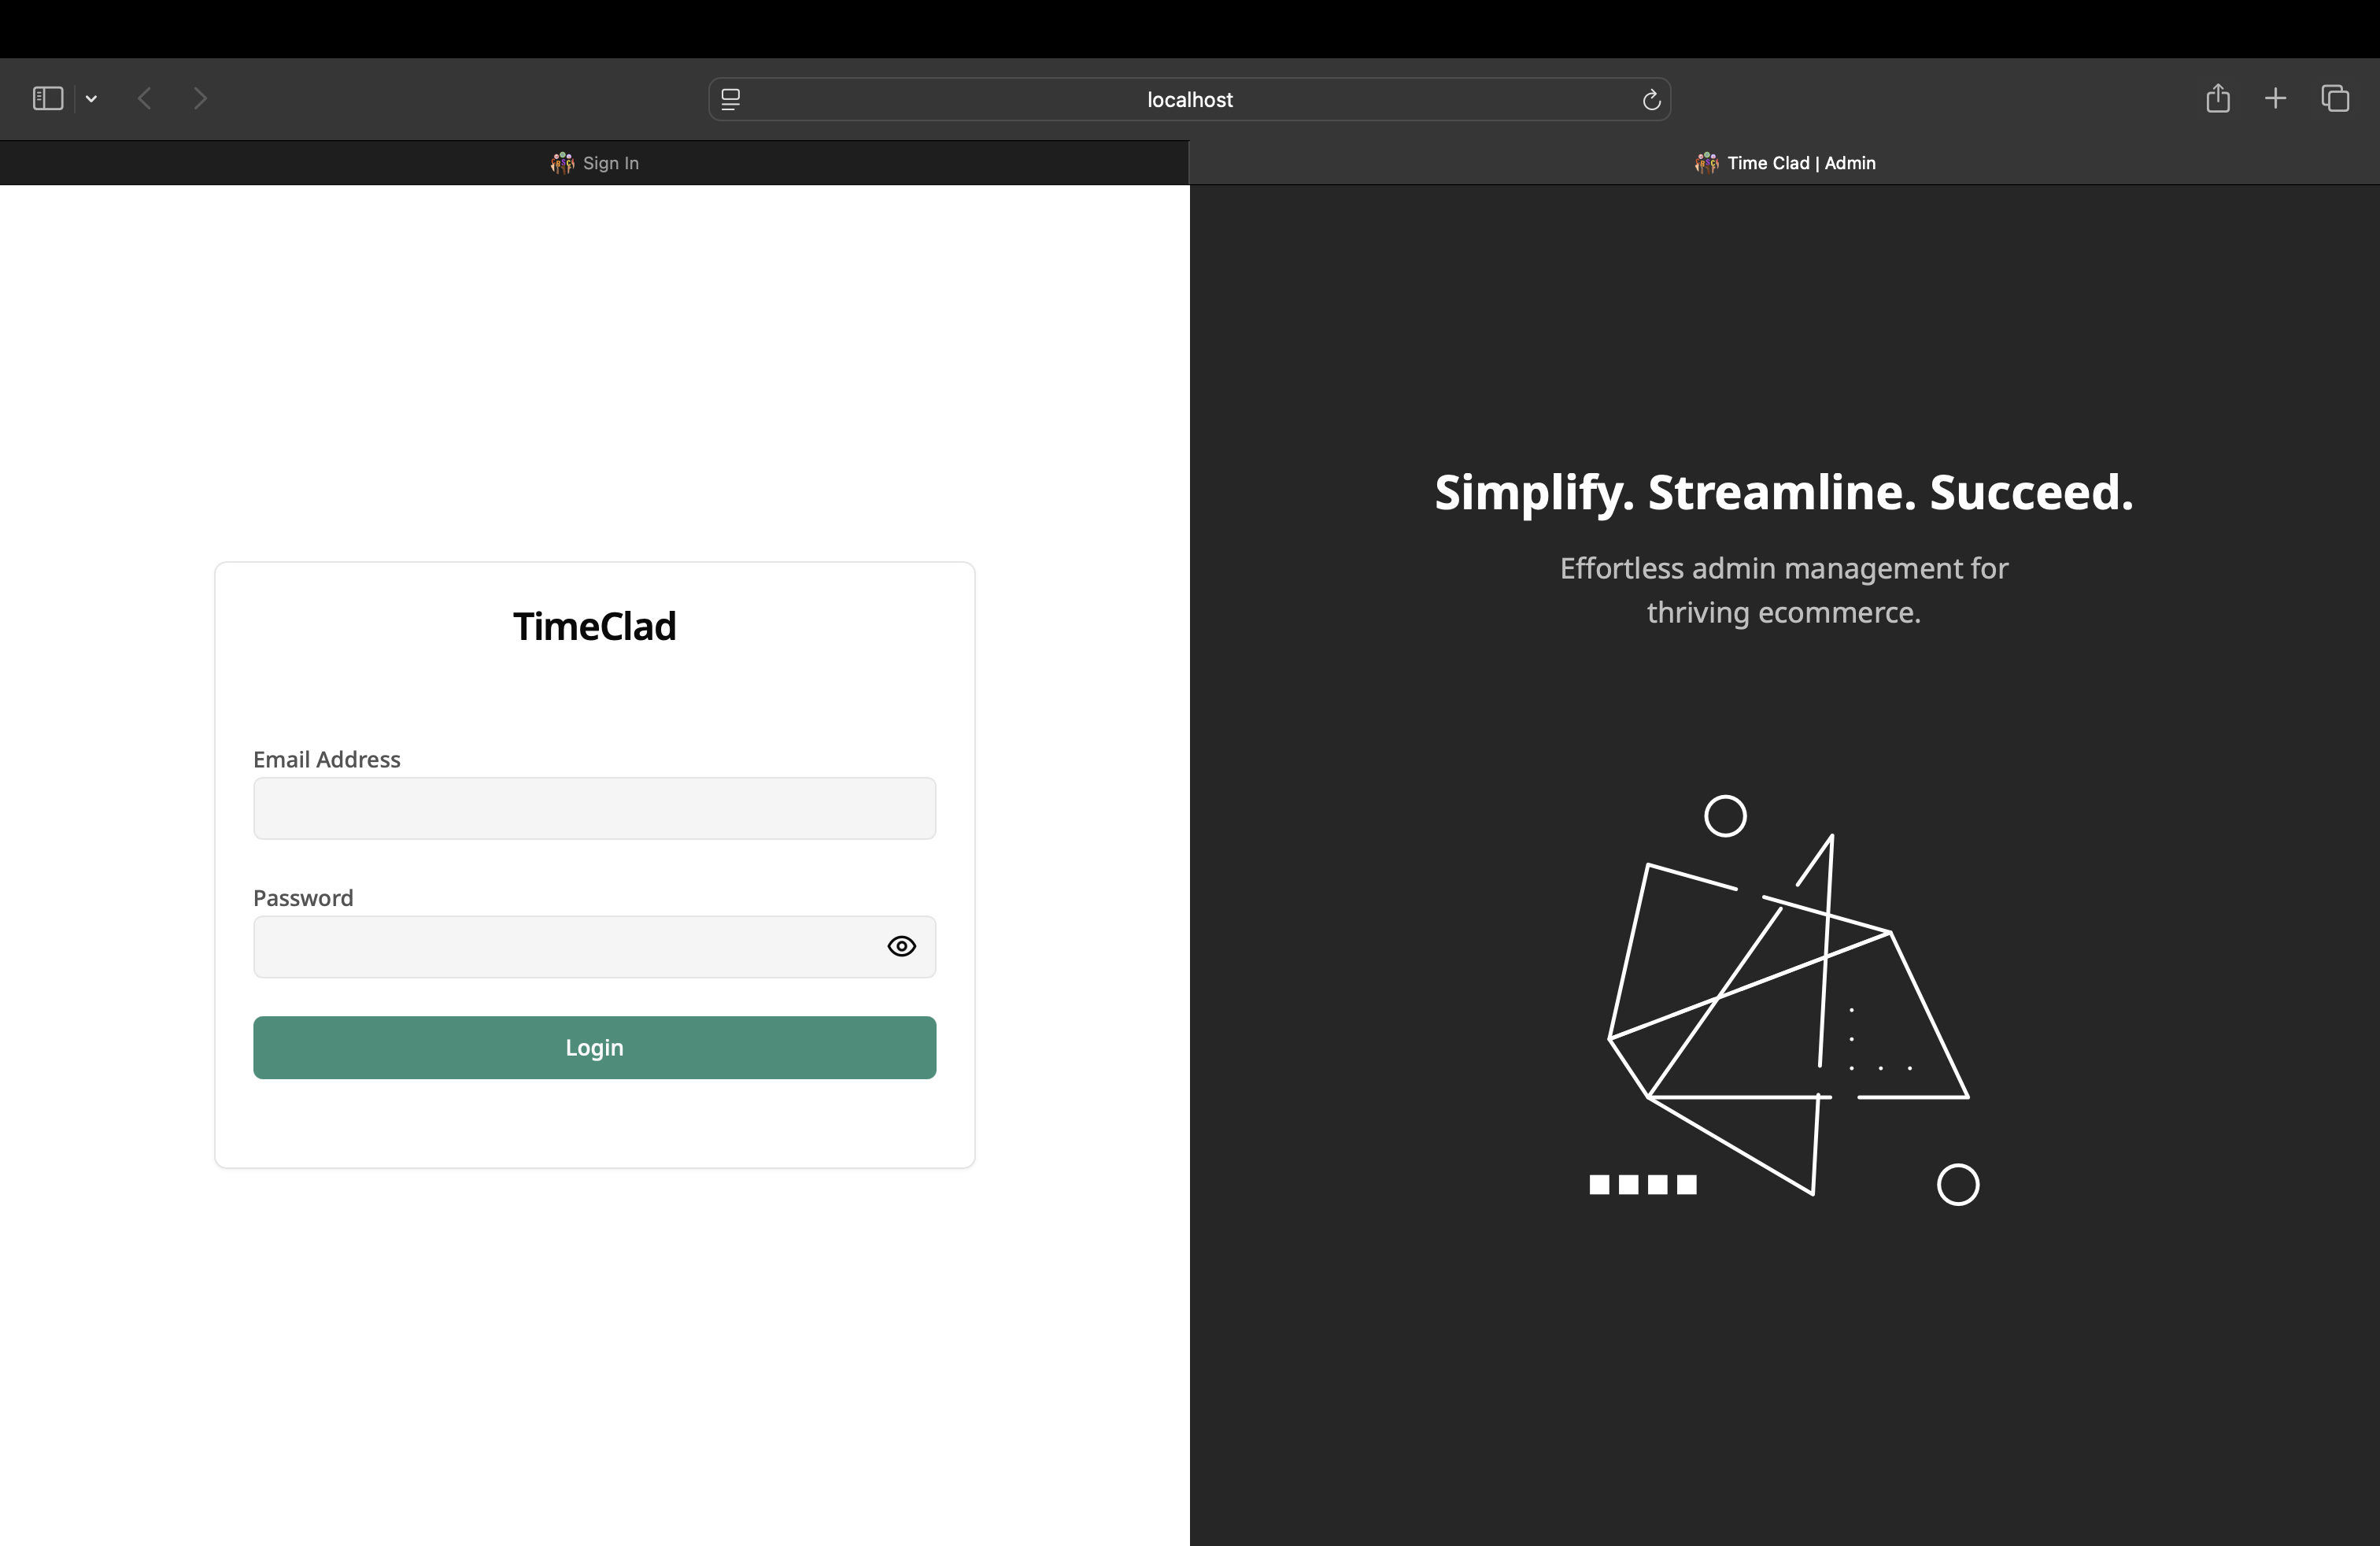 localhost
Sign In
Time Clad | Admin
TimeClad
Email Address
Password
Login
Simplify. Streamline. Succeed.
Effortless admin management for
thriving ecommerce.